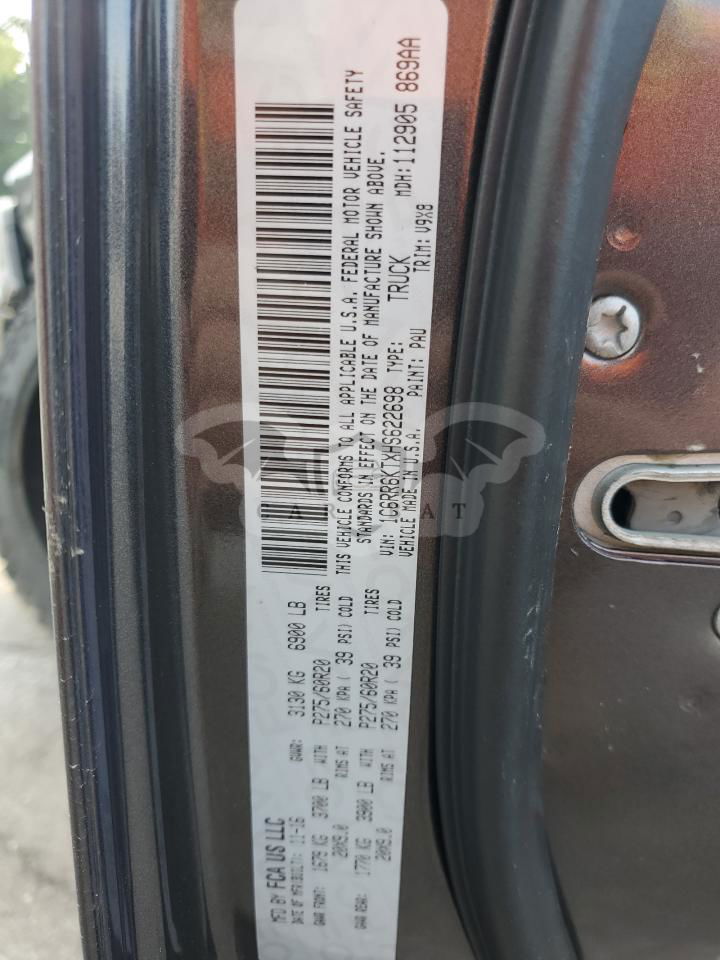 MFD BY FCA US LLC
DATE OF MFR(BUILT): 11-16 GVWR: 3130 KG 6900 LB
GAWR FRONT: 1679 KG 3700 LB WITH P275/60R20 TIRES
20X9.0 RIMS AT 270 KPA ( 39 PSI) COLD
GAWR REAR: 1770 KG 3900 LB WITH P275/60R20 TIRES
20X9.0 RIMS AT 270 KPA ( 39 PSI) COLD
THIS VEHICLE CONFORMS TO ALL APPLICABLE U.S.A. FEDERAL MOTOR VEHICLE SAFETY
STANDARDS IN EFFECT ON THE DATE OF MANUFACTURE SHOWN ABOVE.
VIN: 1C6RR6KTXHS622698 TYPE: TRUCK MDH: 112905 869AA
VEHICLE MADE IN U.S.A. PAINT: PAU TRIM: V9X8